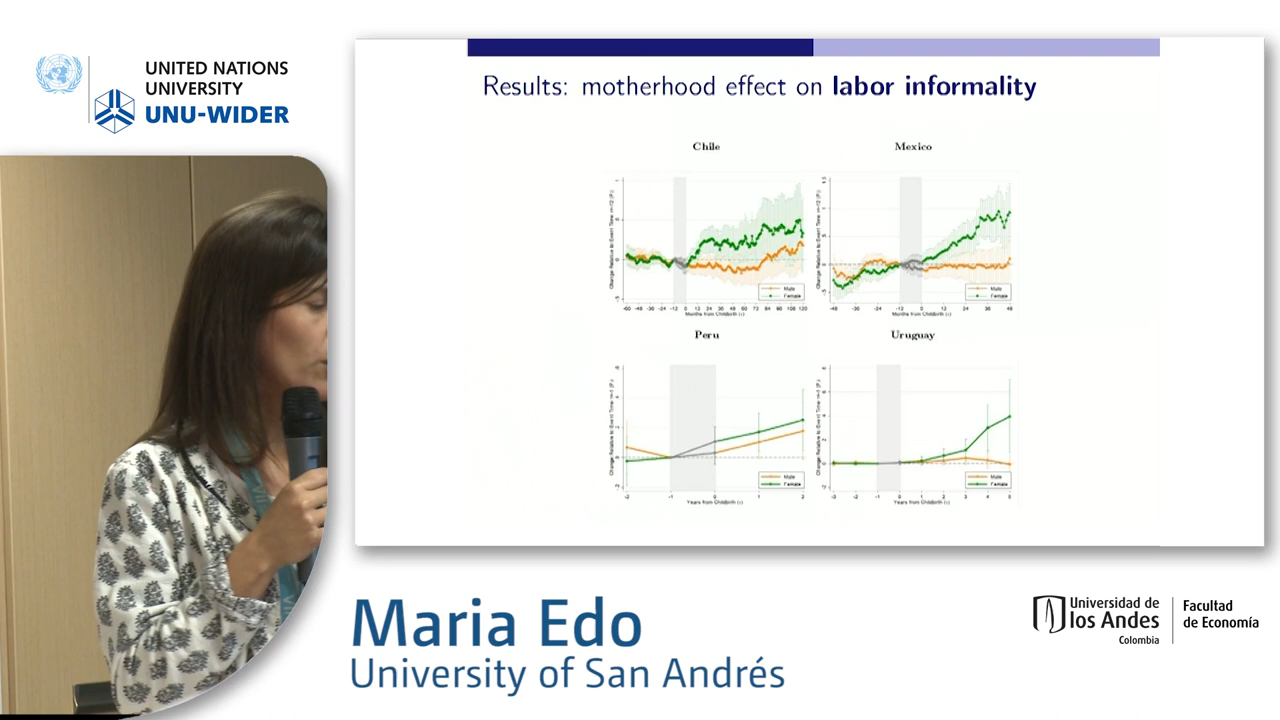 UNITED NATIONS
UNIVERSITY
UNU-WIDER
Results: motherhood effect on labor informality
Chile
Mexico
Months from Childbirth (t)
Months from Childbirth (t)
Male
Female
Male
Female
Peru
Uruguay
Years from Childbirth (t)
Years from Childbirth (t)
Male
Female
Male
Female
Maria Edo
University of San Andrés
Universidad de
los Andes
Colombia
Facultad
de Economía